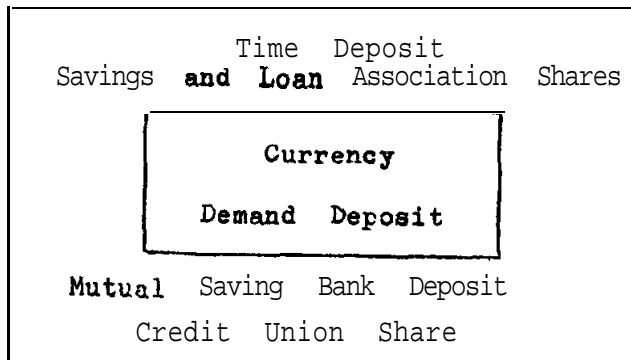 Time Deposit
Savings and Loan Association Shares
Currency
Demand Deposit
Mutual Saving Bank Deposit
Credit Union Share